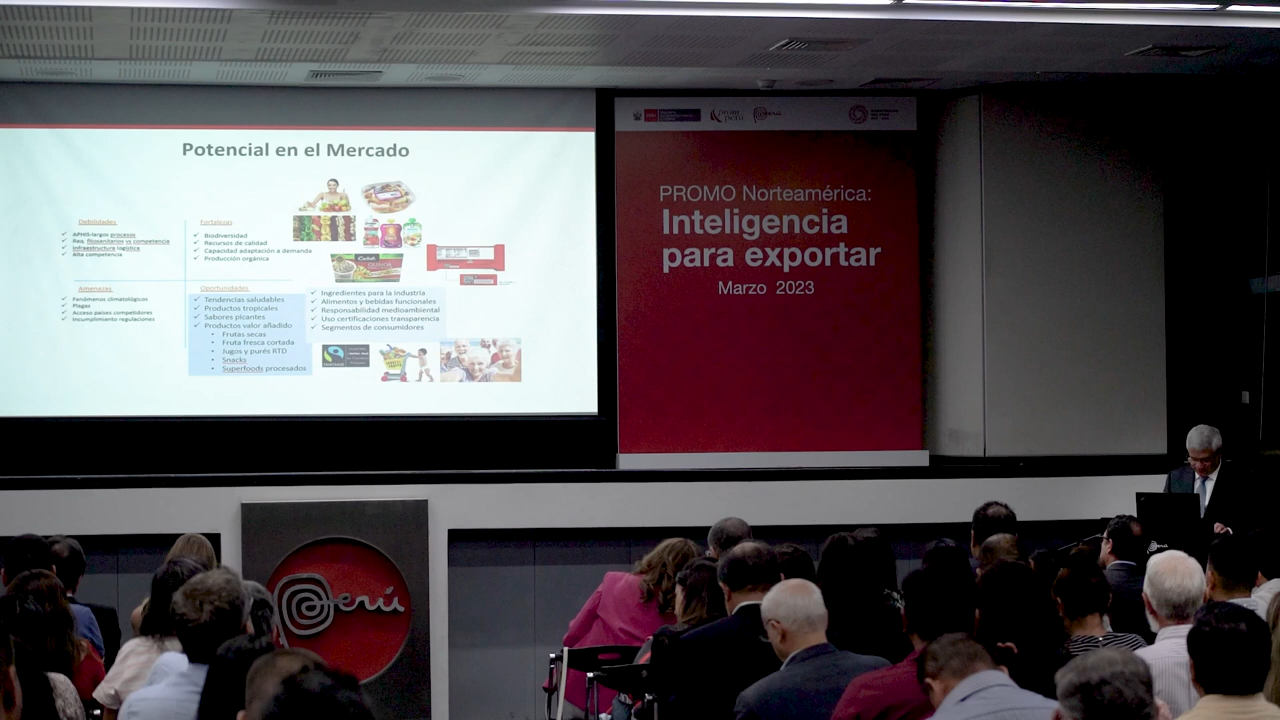 Potencial en el Mercado
Debilidades
APHIS-largos procesos
Req. fitosanitarios vs competencia
Infraestructura logística
Alta competencia
Fortalezas
Biodiversidad
Recursos de calidad
Capacidad adaptación a demanda
Producción orgánica
Amenazas
Fenómenos climatológicos
Plagas
Acceso países competidores
Incumplimiento regulaciones
Oportunidades
Tendencias saludables
Productos tropicales
Sabores picantes
Productos valor añadido
Frutas secas
Fruta fresca cortada
Jugos y purés RTD
Snacks
Superfoods procesados
Ingredientes para la industria
Alimentos y bebidas funcionales
Responsabilidad medioambiental
Uso certificaciones transparencia
Segmentos de consumidores
QUINOA
PERÚ
Perú
PROMO Norteamérica:
Inteligencia
para exportar
Marzo 2023
Perú
Perú